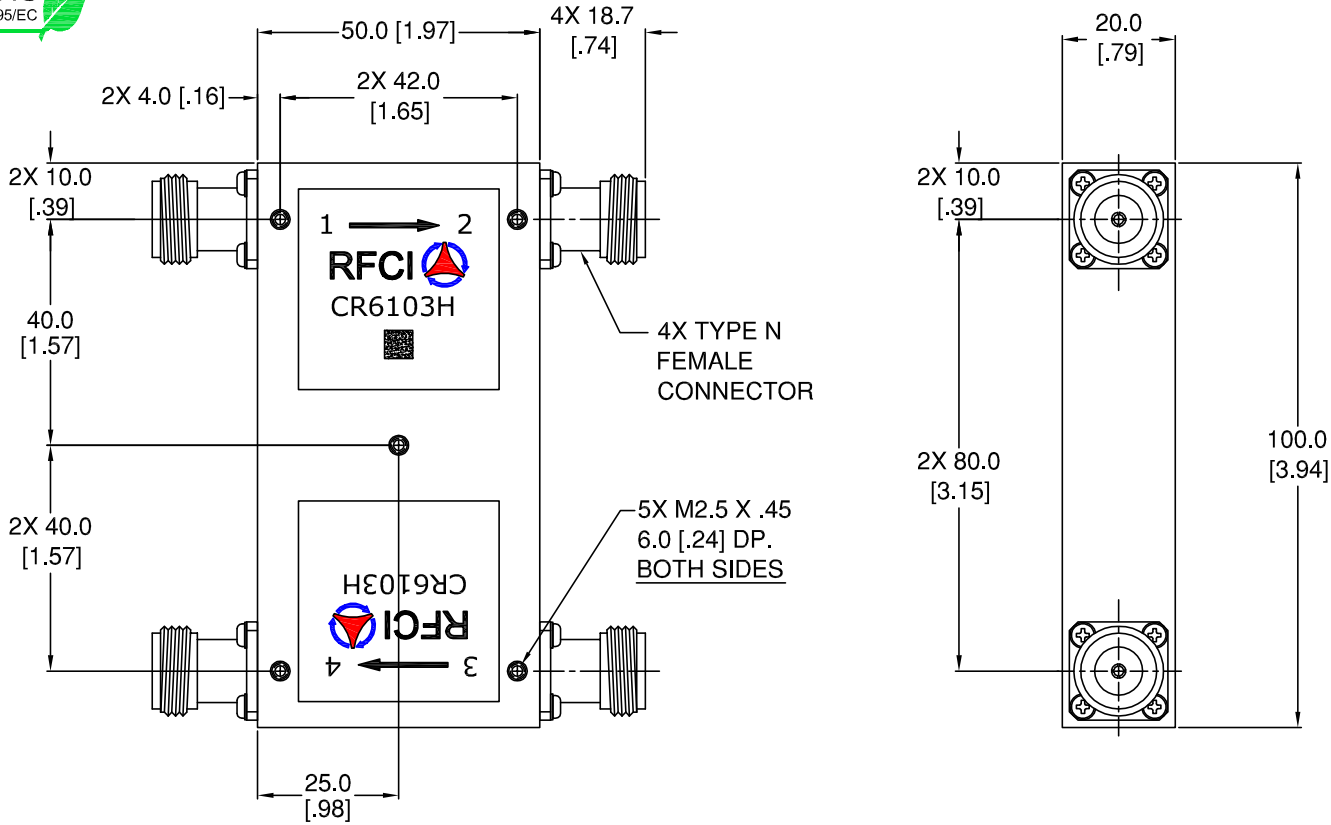 95/EC
50.0 [1.97]
4X 18.7
[.74]
2X 4.0 [.16]
2X 42.0
[1.65]
2X 10.0
[.39]
1
2
RFCI
CR6103H
40.0
[1.57]
4X TYPE N
FEMALE
CONNECTOR
2X 40.0
[1.57]
5X M2.5 X .45
6.0 [.24] DP.
BOTH SIDES
CR6103H
RFCI
3
4
25.0
[.98]
20.0
[.79]
2X 10.0
[.39]
2X 80.0
[3.15]
100.0
[3.94]